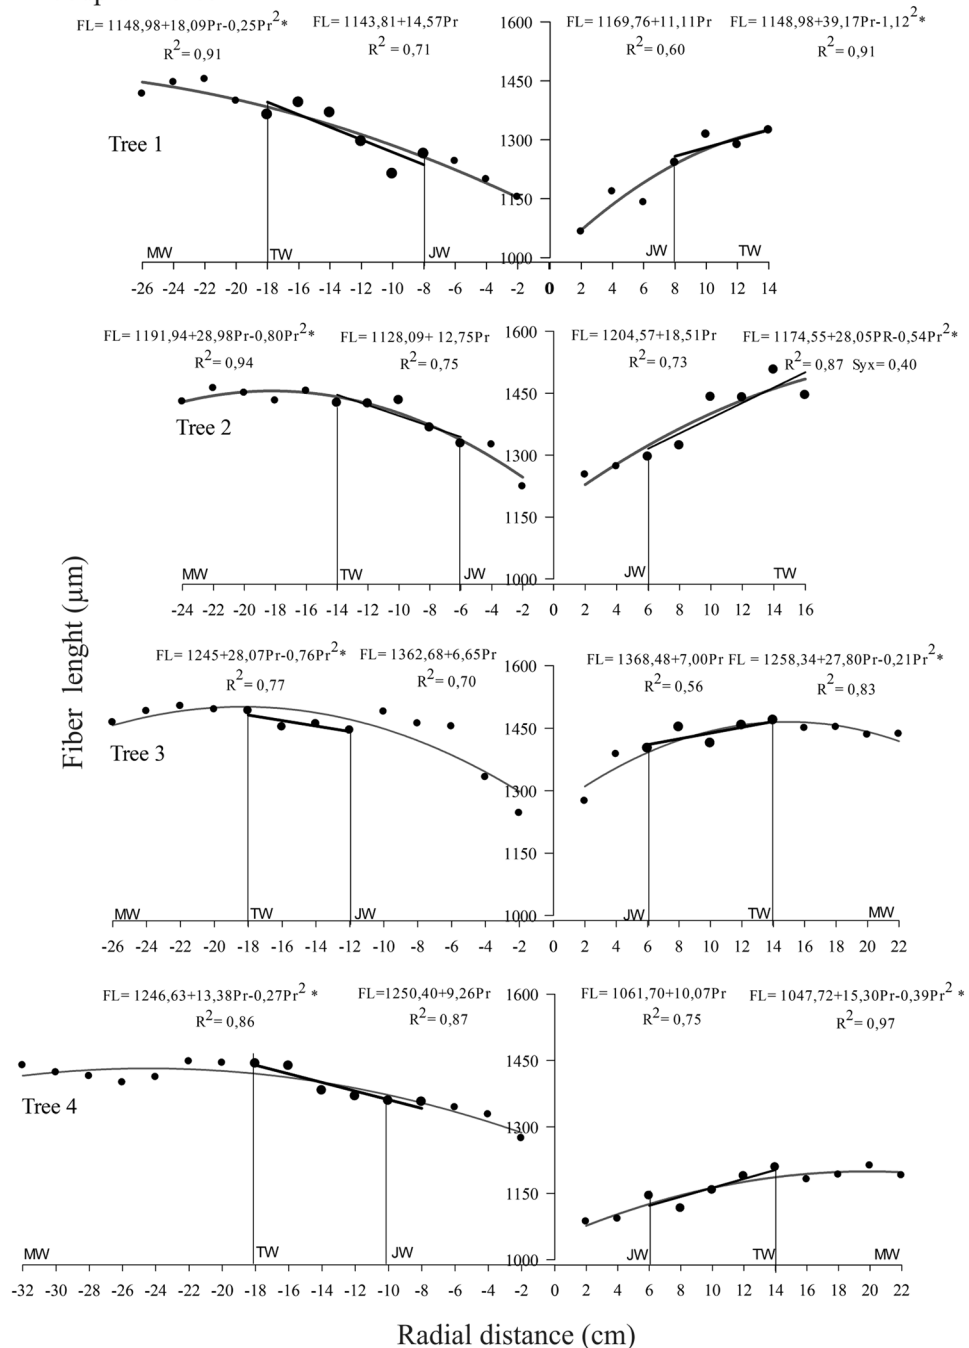 FL= 1148,98+18,09Pr-0,25Pr²* FL= 1143,81+14,57Pr FL= 1169,76+11,11Pr FL= 1148,98+39,17Pr-1,12²*
R²= 0,91 R²= 0,71 R²= 0,60 R²= 0,91
1600
1450
1300
1150
1000
Tree 1
MW TW JW JW TW
-26 -24 -22 -20 -18 -16 -14 -12 -10 -8 -6 -4 -2 0 2 4 6 8 10 12 14
FL= 1191,94+28,98Pr-0,80Pr²* FL= 1128,09+ 12,75Pr FL= 1204,57+18,51Pr FL= 1174,55+28,05PR-0,54Pr²*
R²= 0,94 R²= 0,75 R²= 0,73 R²= 0,87 Syx= 0,40
1600
1450
1300
1150
1000
Tree 2
MW TW JW JW TW
-24 -22 -20 -18 -16 -14 -12 -10 -8 -6 -4 -2 0 2 4 6 8 10 12 14 16
Fiber lenght (μm)
FL= 1245+28,07Pr-0,76Pr²* FL= 1362,68+6,65Pr FL= 1368,48+7,00Pr FL = 1258,34+27,80Pr-0,21Pr²*
R²= 0,77 R²= 0,70 R²= 0,56 R²= 0,83
1600
1450
1300
1150
1000
Tree 3
MW TW JW JW TW MW
-26 -24 -22 -20 -18 -16 -14 -12 -10 -8 -6 -4 -2 0 2 4 6 8 10 12 14 16 18 20 22
FL= 1246,63+13,38Pr-0,27Pr² * FL=1250,40+9,26Pr FL= 1061,70+10,07Pr FL= 1047,72+15,30Pr-0,39Pr² *
R²= 0,86 R²= 0,87 R²= 0,75 R²= 0,97
1600
1450
1300
1150
1000
Tree 4
MW TW JW JW TW MW
-32 -30 -28 -26 -24 -22 -20 -18 -16 -14 -12 -10 -8 -6 -4 -2 0 2 4 6 8 10 12 14 16 18 20 22
Radial distance (cm)